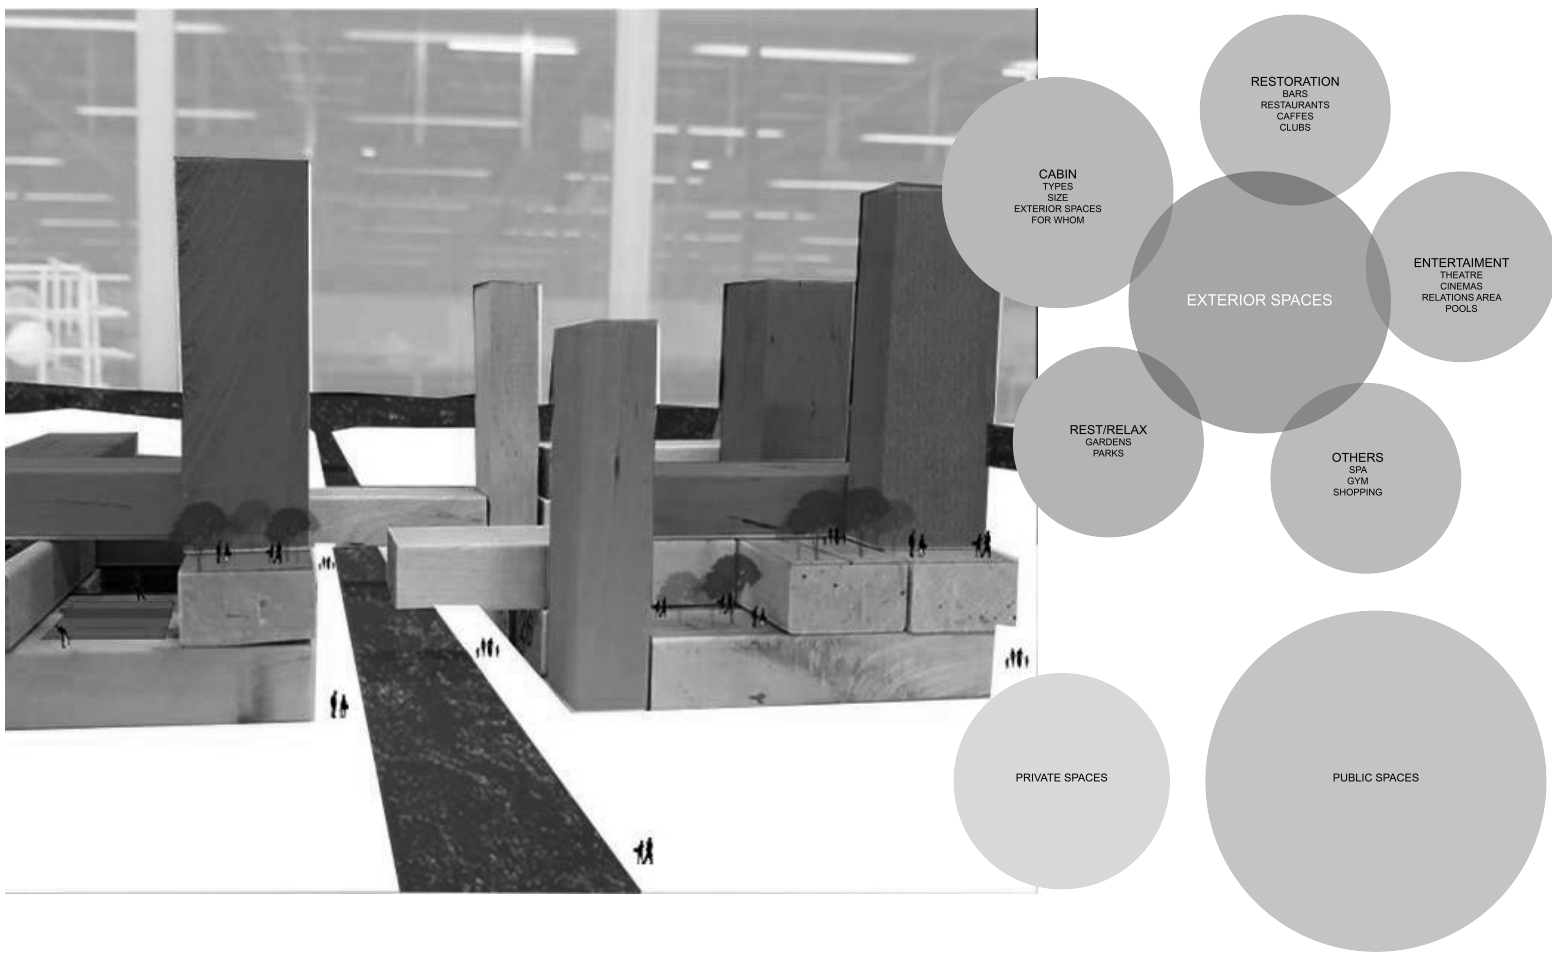 RESTORATION
BARS
RESTAURANTS
CAFFES
CLUBS
CABIN
TYPES
SIZE
EXTERIOR SPACES
FOR WHOM
ENTERTAIMENT
THEATRE
CINEMAS
RELATIONS AREA
POOLS
EXTERIOR SPACES
REST/RELAX
GARDENS
PARKS
OTHERS
SPA
GYM
SHOPPING
PRIVATE SPACES
PUBLIC SPACES